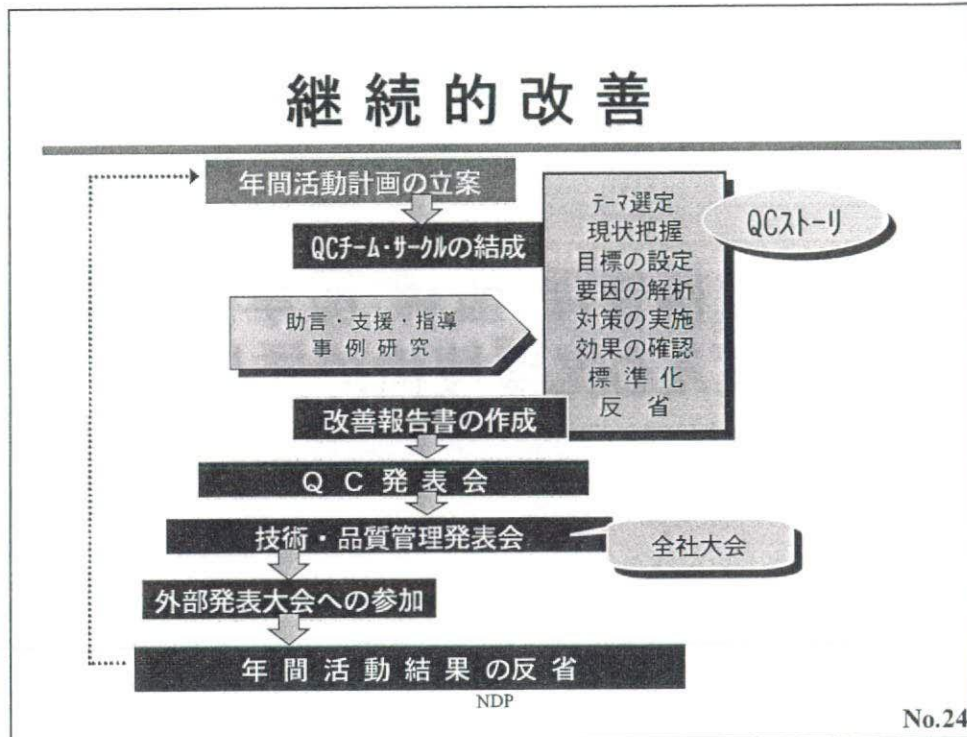 継続的改善
年間活動計画の立案
QCﾁｰﾑ・ｻｰｸﾙの結成
ﾃｰﾏ選定
現状把握
目標の設定
要因の解析
対策の実施
効果の確認
標準化
反省
QCｽﾄｰﾘ
助言・支援・指導
事例研究
改善報告書の作成
QC発表会
技術・品質管理発表会
全社大会
外部発表大会への参加
年間活動結果の反省
NDP
No.24